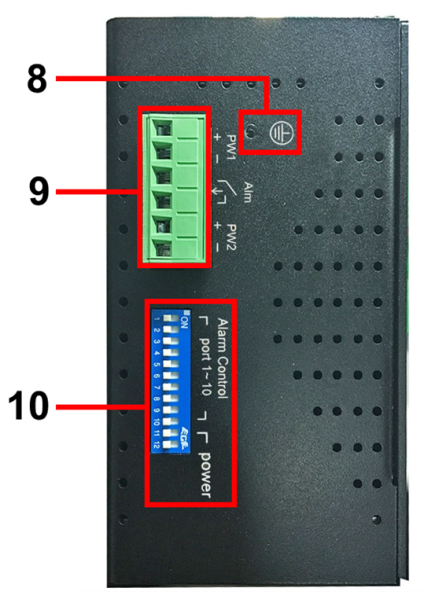 8
9
10
PW1
+ −
Alm
PW2
+ −
Alarm Control
port 1~10
power
ON
1 2 3 4 5 6 7 8 9 10 11 12